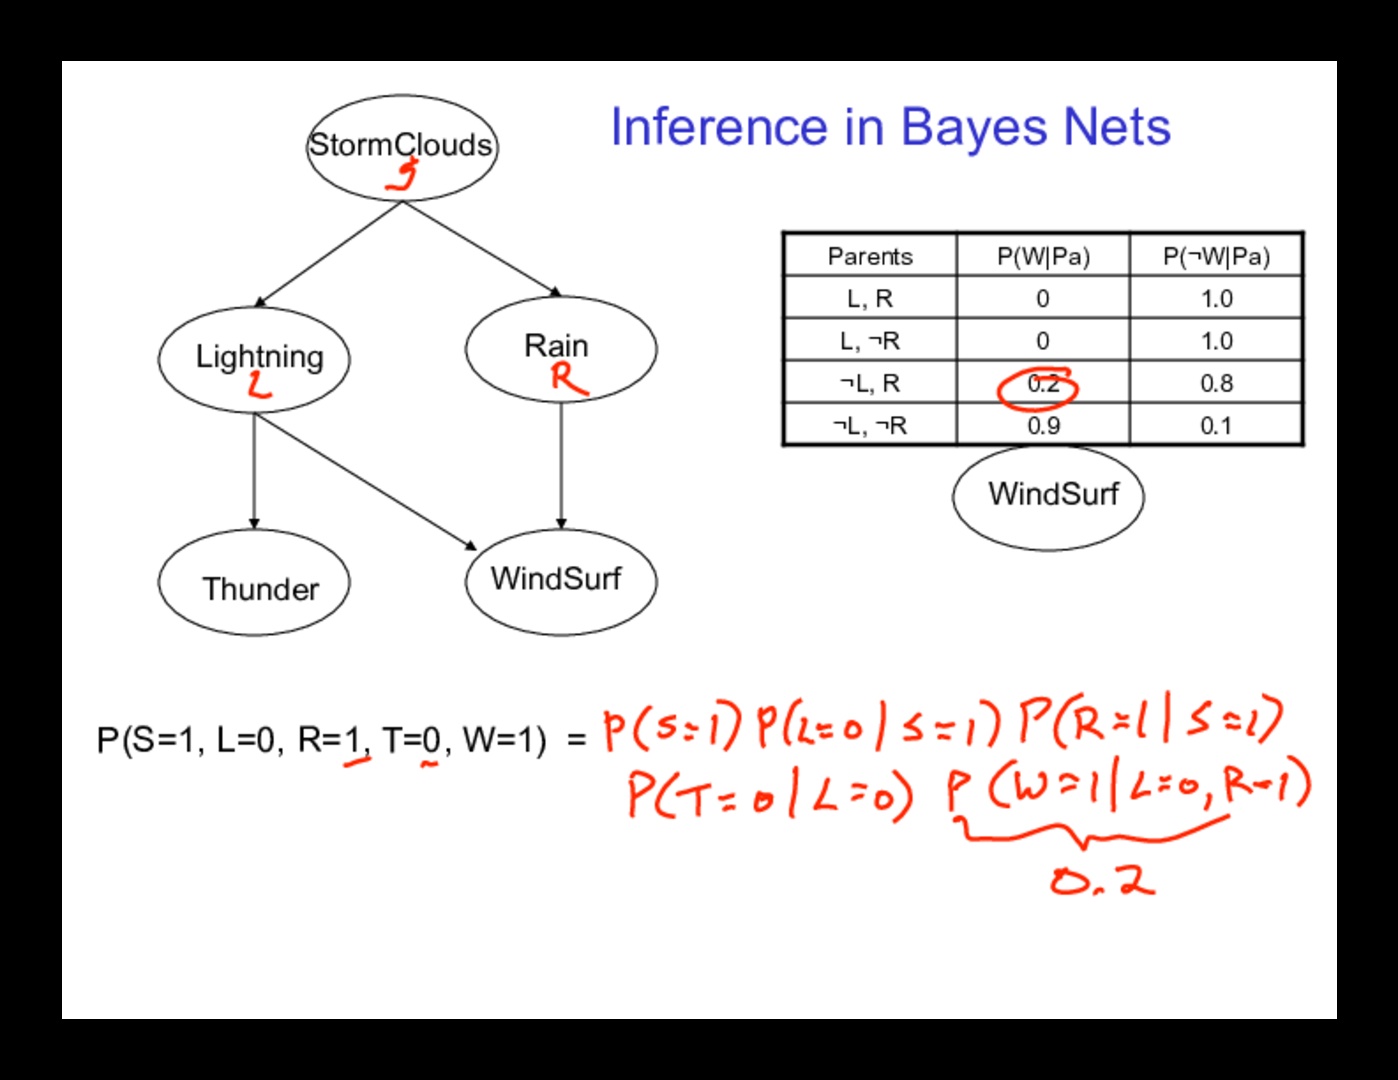 Inference in Bayes Nets
StormClouds
S
Lightning
L
Rain
R
Thunder
WindSurf
Parents P(W|Pa) P(¬W|Pa)
L, R 0 1.0
L, ¬R 0 1.0
¬L, R 0.2 0.8
¬L, ¬R 0.9 0.1
WindSurf
P(S=1, L=0, R=1, T=0, W=1) = P(S=1) P(L=0|S=1) P(R=1|S=1)
P(T=0|L=0) P(W=1|L=0, R=1)
0.2